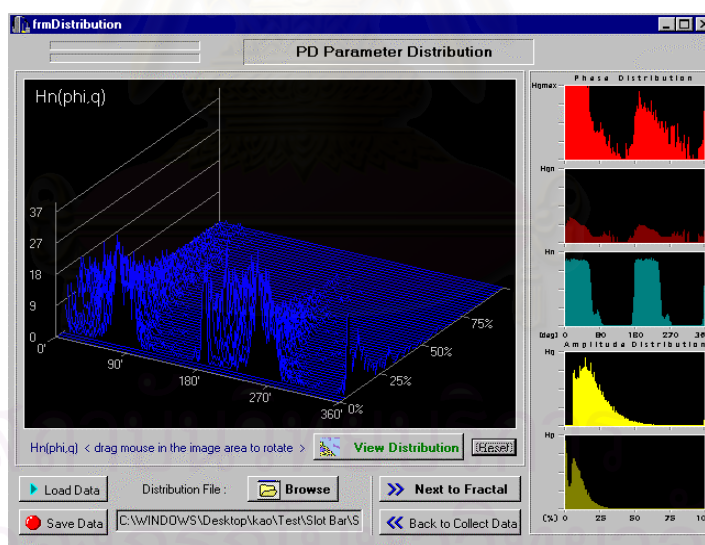 frmDistribution
PD Parameter Distribution
Hn(phi,q)
37
27
18
9
0
0'
90'
180'
270'
360'
0%
25%
50%
75%
Hn(phi,q) < drag mouse in the image area to rotate >
View Distribution
Reset
Phase Distribution
Hqmax
Hqn
Hn
[deg] 0 90 180 270 360
Amplitude Distribution
Hq
Hp
(%) 0 25 50 75
Load Data
Distribution File :
Browse
Next to Fractal
Save Data
C:\WINDOWS\Desktop\kao\Test\Slot Bar\S
Back to Collect Data